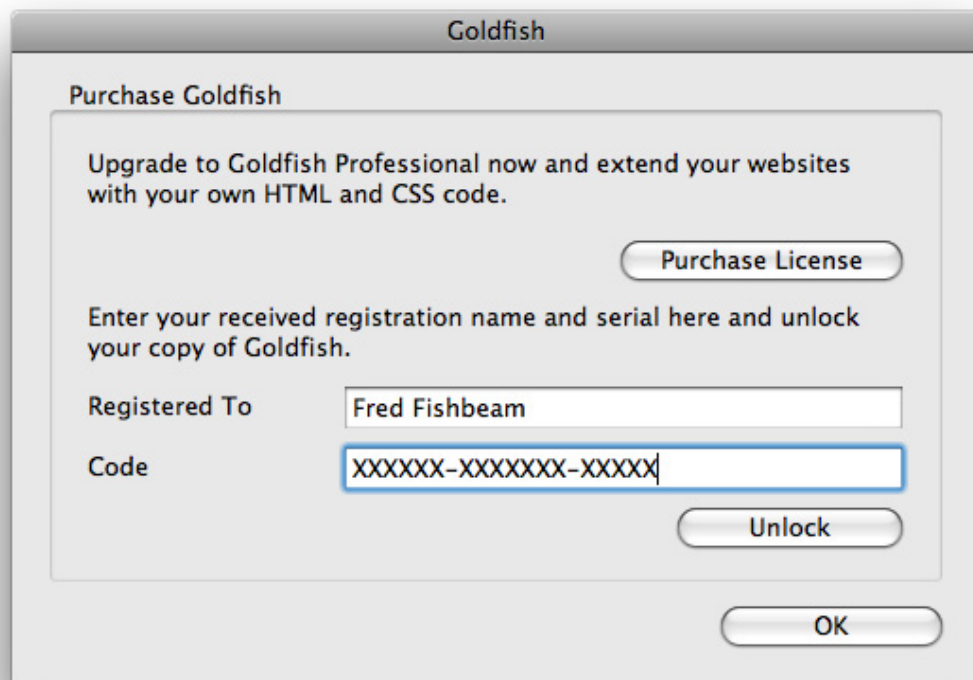 Goldfish
Purchase Goldfish
Upgrade to Goldfish Professional now and extend your websites
with your own HTML and CSS code.
Purchase License
Enter your received registration name and serial here and unlock
your copy of Goldfish.
Registered To Fred Fishbeam
Code XXXXXX-XXXXXXX-XXXXX
Unlock
OK